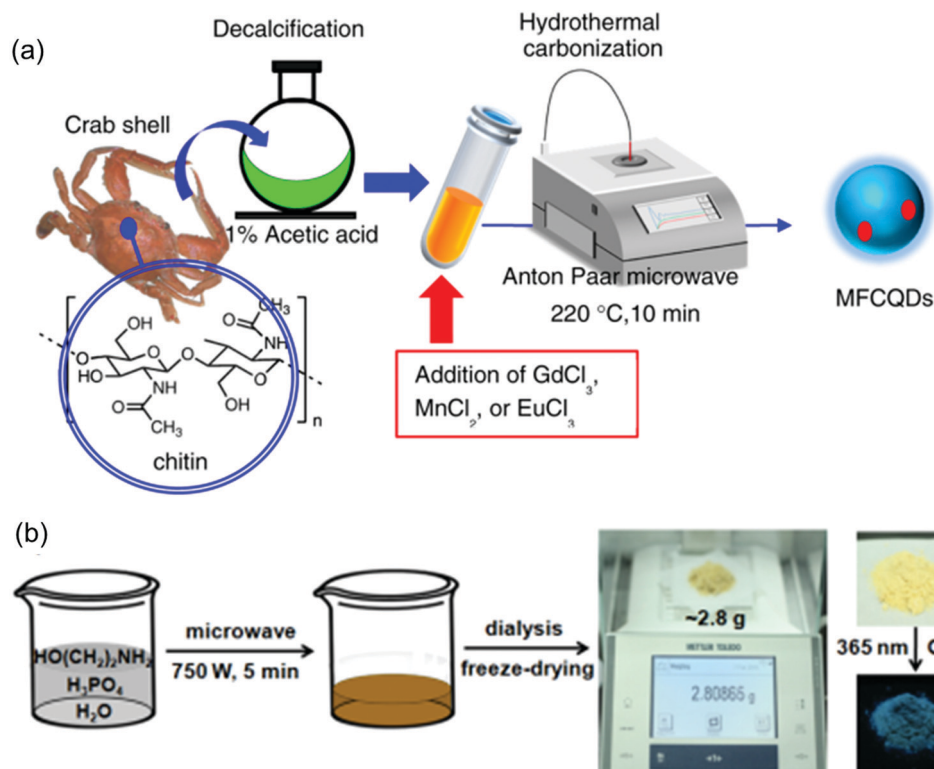 (a)
Decalcification
Hydrothermal
carbonization
Crab shell
1% Acetic acid
Anton Paar microwave
220 °C,10 min
MFCQDs
Addition of GdCl₃,
MnCl₂, or EuCl₃
OH
HO
O
O
NH
O
CH₃
O
CH₃
NH
O
O
OH
n
chitin
(b)
HO(CH₂)₂NH₂
H₃PO₄
H₂O
microwave
750 W, 5 min
dialysis
freeze-drying
~2.8 g
METTLER TOLEDO
2.80865 g
365 nm